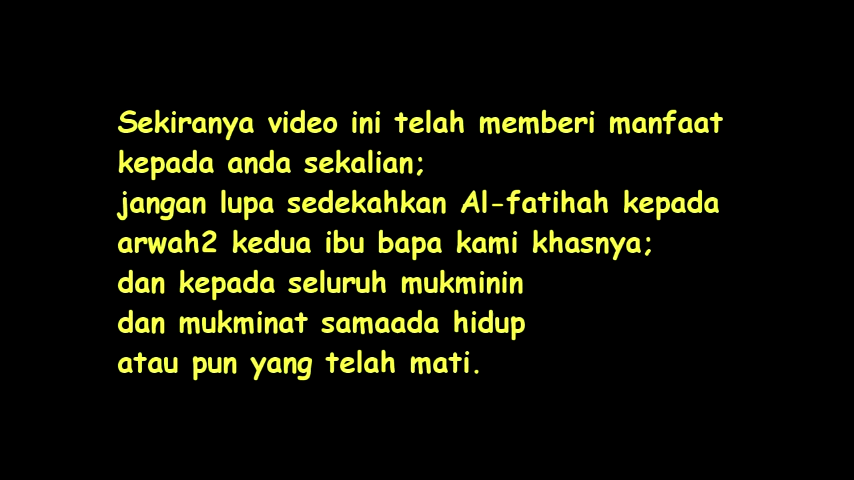 Sekiranya video ini telah memberi manfaat
kepada anda sekalian;
jangan lupa sedekahkan Al-fatihah kepada
arwah2 kedua ibu bapa kami khasnya;
dan kepada seluruh mukminin
dan mukminat samaada hidup
atau pun yang telah mati.